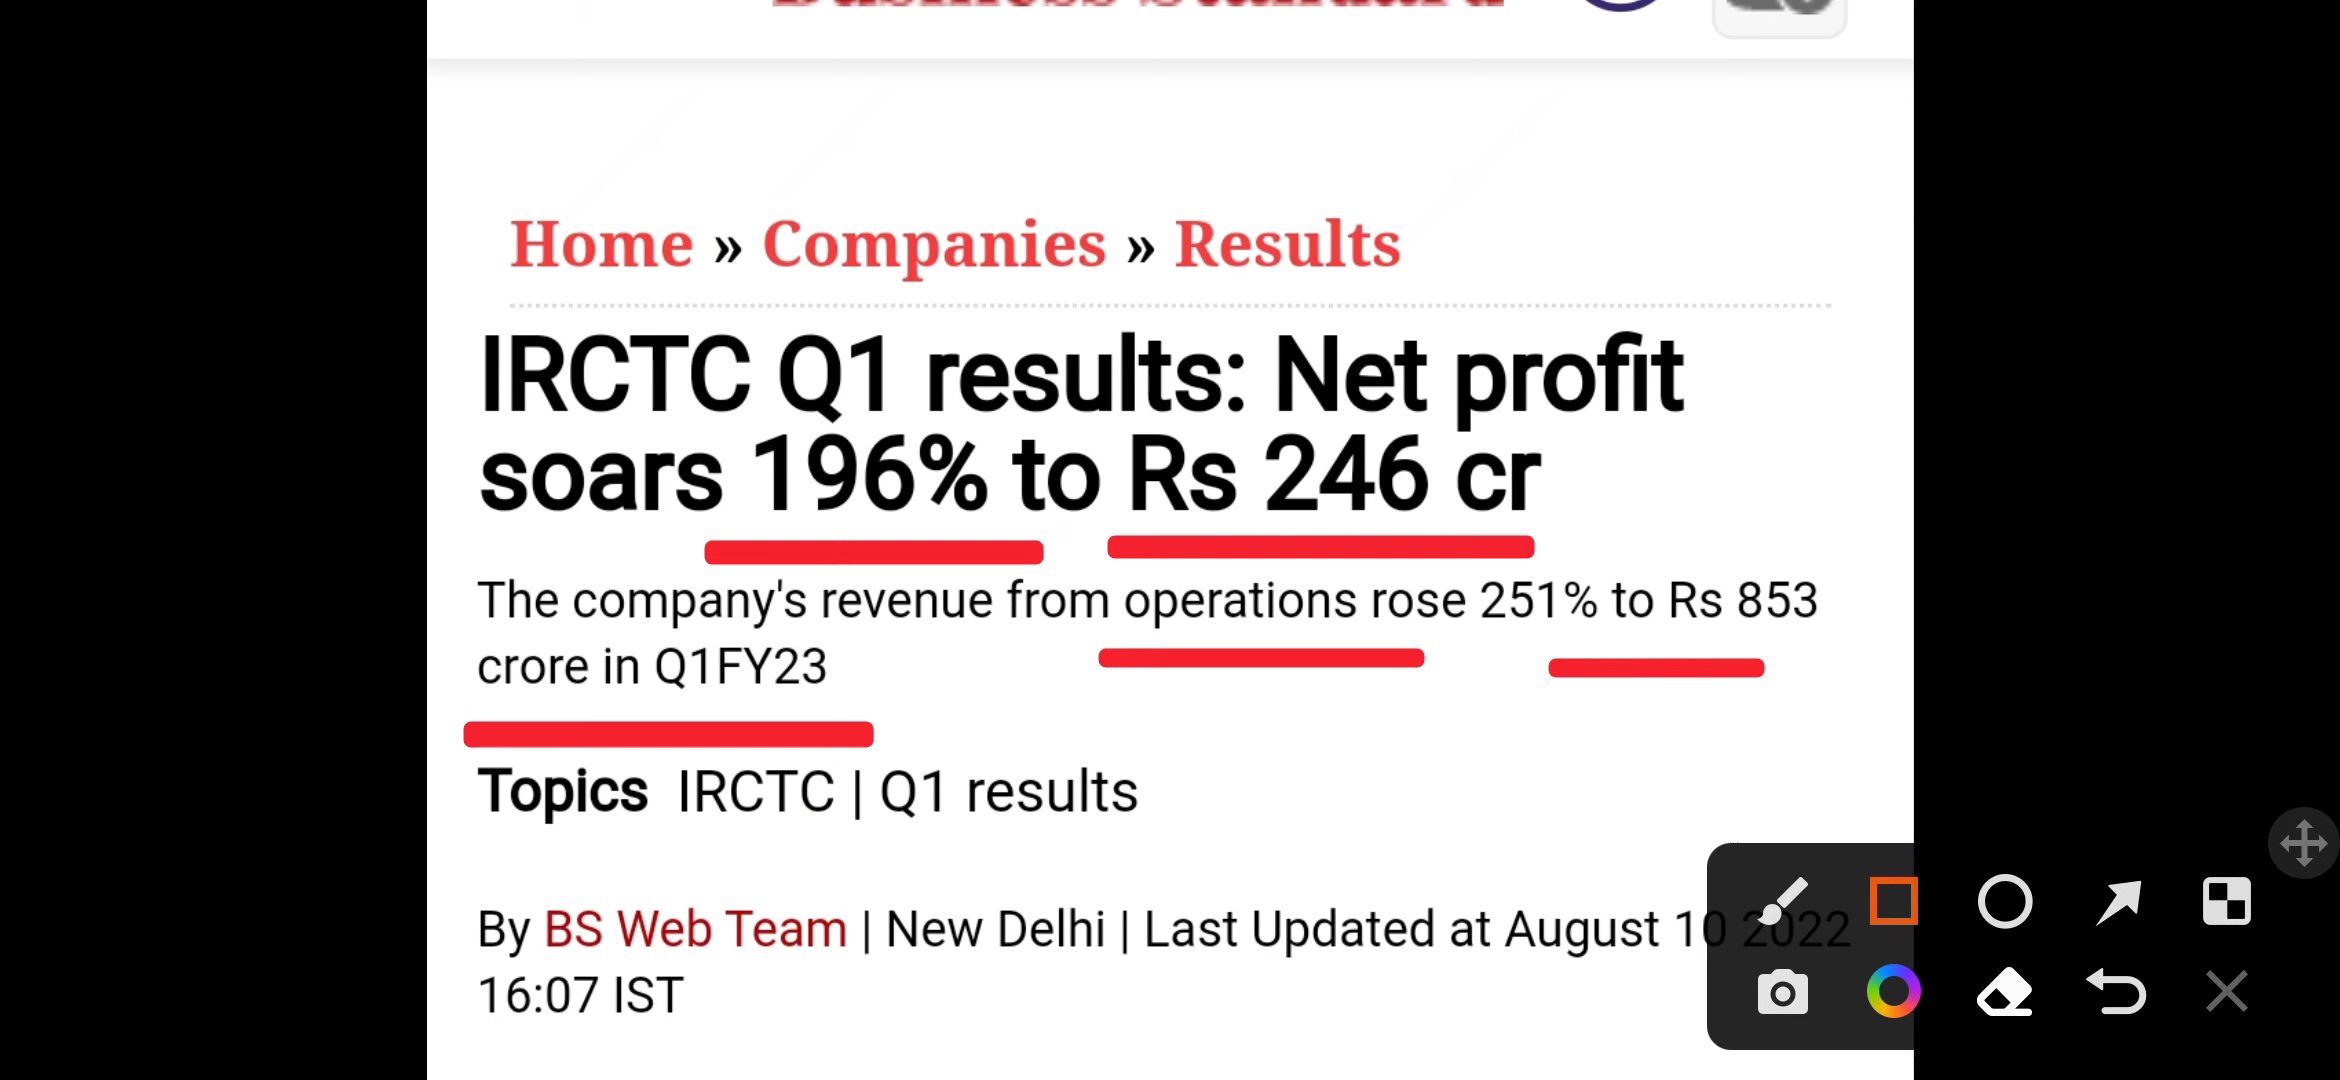 Home » Companies » Results
IRCTC Q1 results: Net profit
soars 196% to Rs 246 cr
The company's revenue from operations rose 251% to Rs 853
crore in Q1FY23
Topics IRCTC | Q1 results
By BS Web Team | New Delhi | Last Updated at August 10 2022
16:07 IST